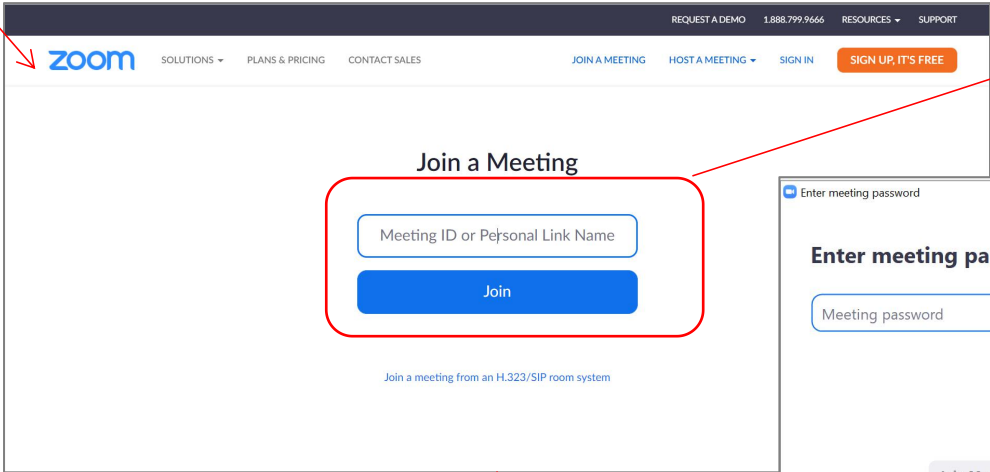 REQUEST A DEMO 1.888.799.9666 RESOURCES SUPPORT
zoom SOLUTIONS PLANS & PRICING CONTACT SALES JOIN A MEETING HOST A MEETING SIGN IN SIGN UP, IT'S FREE
Join a Meeting
Enter meeting password
Meeting ID or Personal Link Name
Enter meeting pa
Join
Meeting password
Join a meeting from an H.323/SIP room system